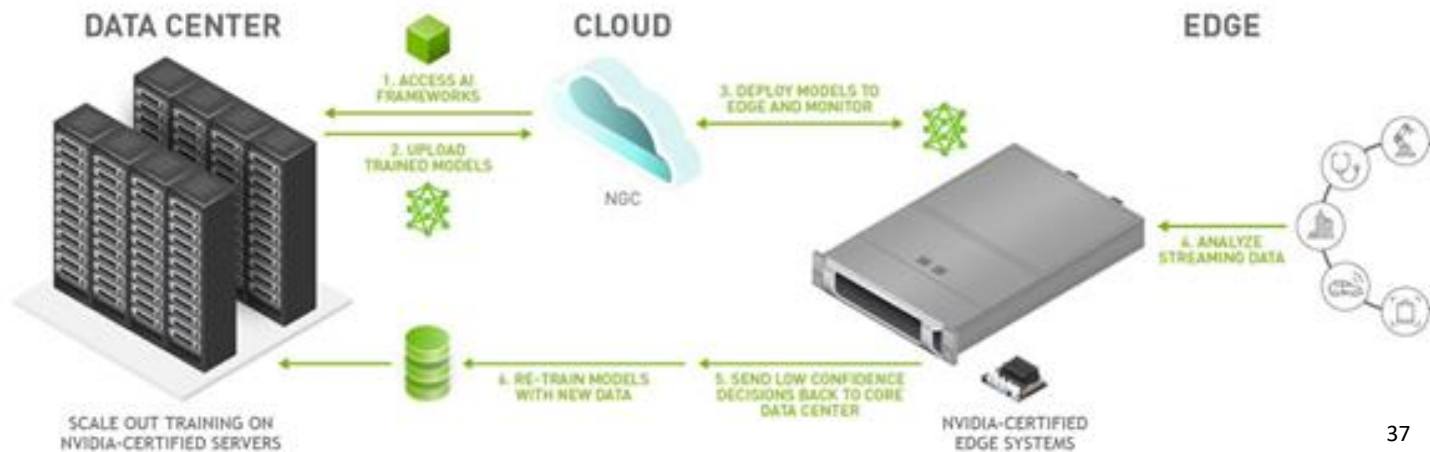 DATA CENTER
CLOUD
EDGE
1. ACCESS AI
FRAMEWORKS
2. UPLOAD
TRAINED MODELS
NGC
3. DEPLOY MODELS TO
EDGE AND MONITOR
4. ANALYZE
STREAMING DATA
5. SEND LOW CONFIDENCE
DECISIONS BACK TO CORE
DATA CENTER
6. RE-TRAIN MODELS
WITH NEW DATA
SCALE OUT TRAINING ON
NVIDIA-CERTIFIED SERVERS
NVIDIA-CERTIFIED
EDGE SYSTEMS
37